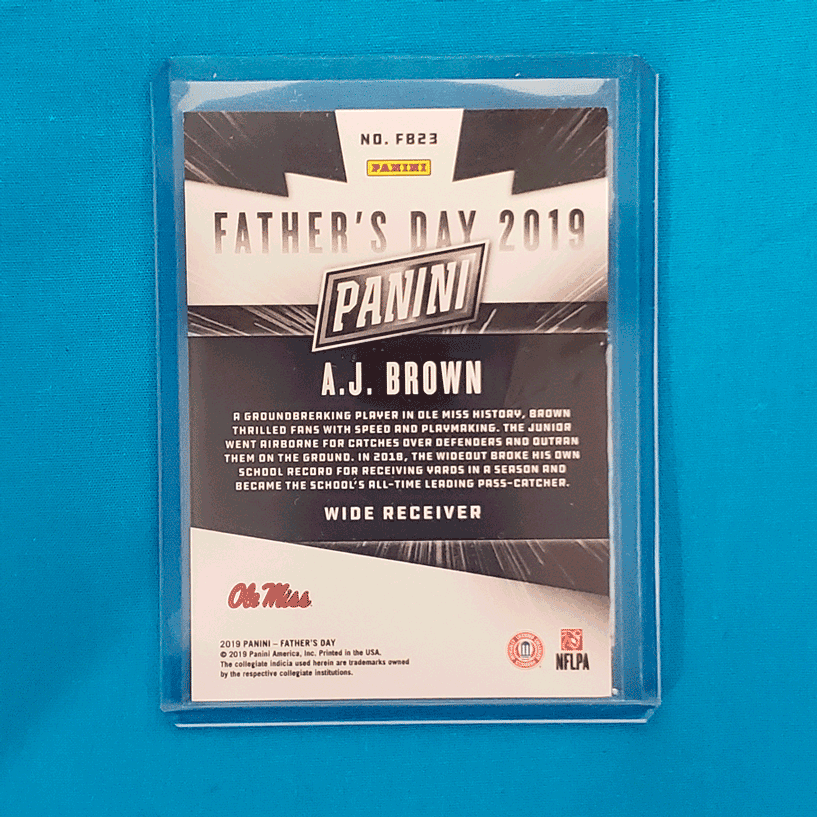 NO. FB23
PANINI
FATHER'S DAY 2019
PANINI
A.J. BROWN
A GROUNDBREAKING PLAYER IN OLE MISS HISTORY, BROWN
THRILLED FANS WITH SPEED AND PLAYMAKING. THE JUNIOR
WENT AIRBORNE FOR CATCHES OVER DEFENDERS AND OUTRAN
THEM ON THE GROUND. IN 2018, THE WIDEOUT BROKE HIS OWN
SCHOOL RECORD FOR RECEIVING YARDS IN A SEASON AND
BECAME THE SCHOOL'S ALL-TIME LEADING PASS-CATCHER.
WIDE RECEIVER
Ole Miss
2019 PANINI – FATHER'S DAY
© 2019 Panini America, Inc. Printed in the USA.
The collegiate indicia used herein are trademarks owned
by the respective collegiate institutions.
NFLPA